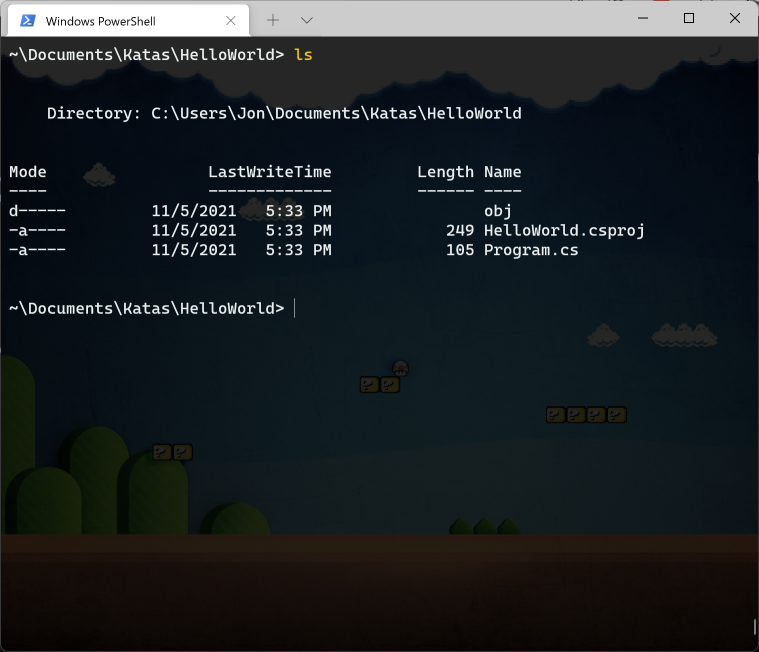 Windows PowerShell
~\Documents\Katas\HelloWorld> ls
Directory: C:\Users\Jon\Documents\Katas\HelloWorld
Mode LastWriteTime Length Name
---- ------------- ------ ----
d----- 11/5/2021 5:33 PM obj
-a---- 11/5/2021 5:33 PM 249 HelloWorld.csproj
-a---- 11/5/2021 5:33 PM 105 Program.cs
~\Documents\Katas\HelloWorld>